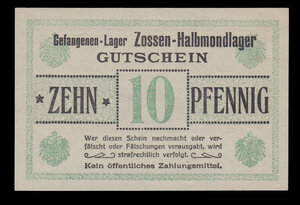 Gefangenen-Lager Zossen-Halbmondlager
GUTSCHEIN
ZEHN 10 PFENNIG
Wer diesen Schein nachmacht oder ver-
fälscht oder Fälschungen verausgabt, wird
strafrechtlich verfolgt.
Kein öffentliches Zahlungsmittel.